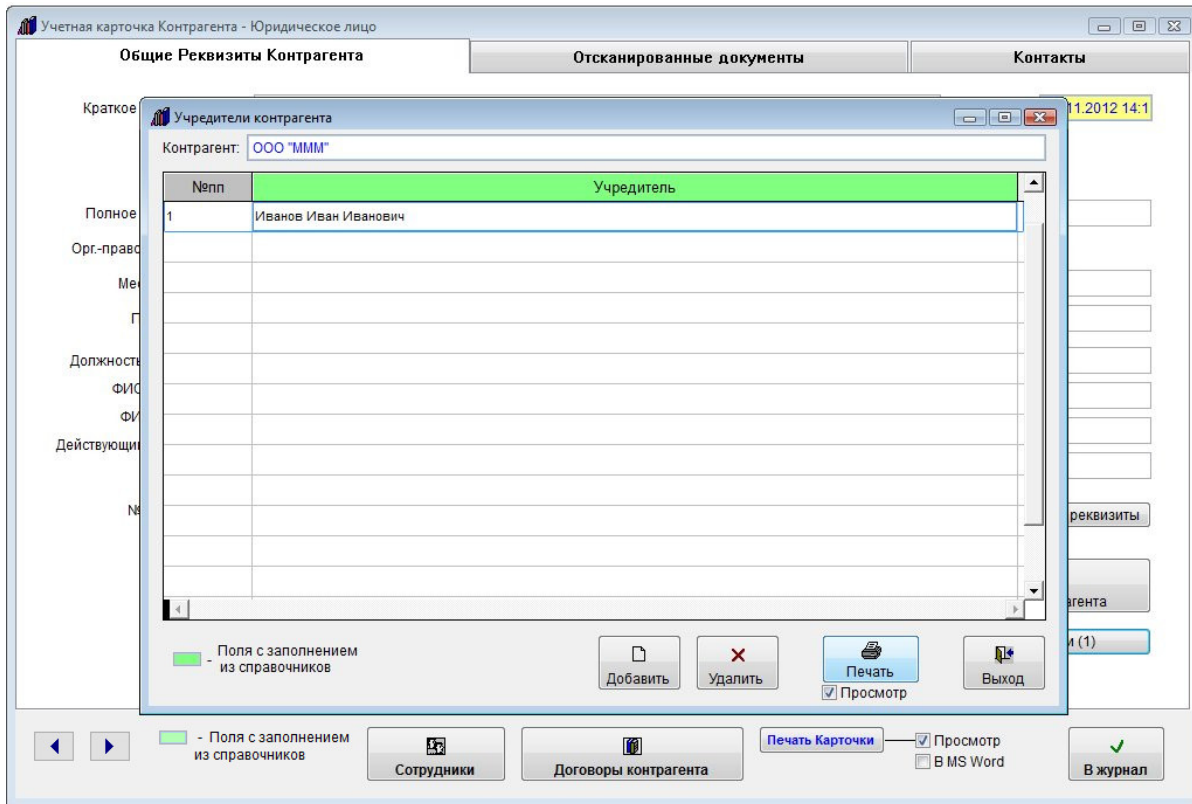 Учетная карточка Контрагента - Юридическое лицо
Общие Реквизиты Контрагента
Отсканированные документы
Контакты
Краткое
11.2012 14:1
Учредители контрагента
Контрагент: ООО "МММ"
№пп
Учредитель
1
Иванов Иван Иванович
Полное
Орг.-право
Мес
П
Должность
ФИО
ФИ
Действующи
№
реквизиты
агента
и (1)
- Поля с заполнением
из справочников
Добавить
Удалить
Печать
Просмотр
Выход
- Поля с заполнением
из справочников
Сотрудники
Договоры контрагента
Печать Карточки
Просмотр
В MS Word
В журнал